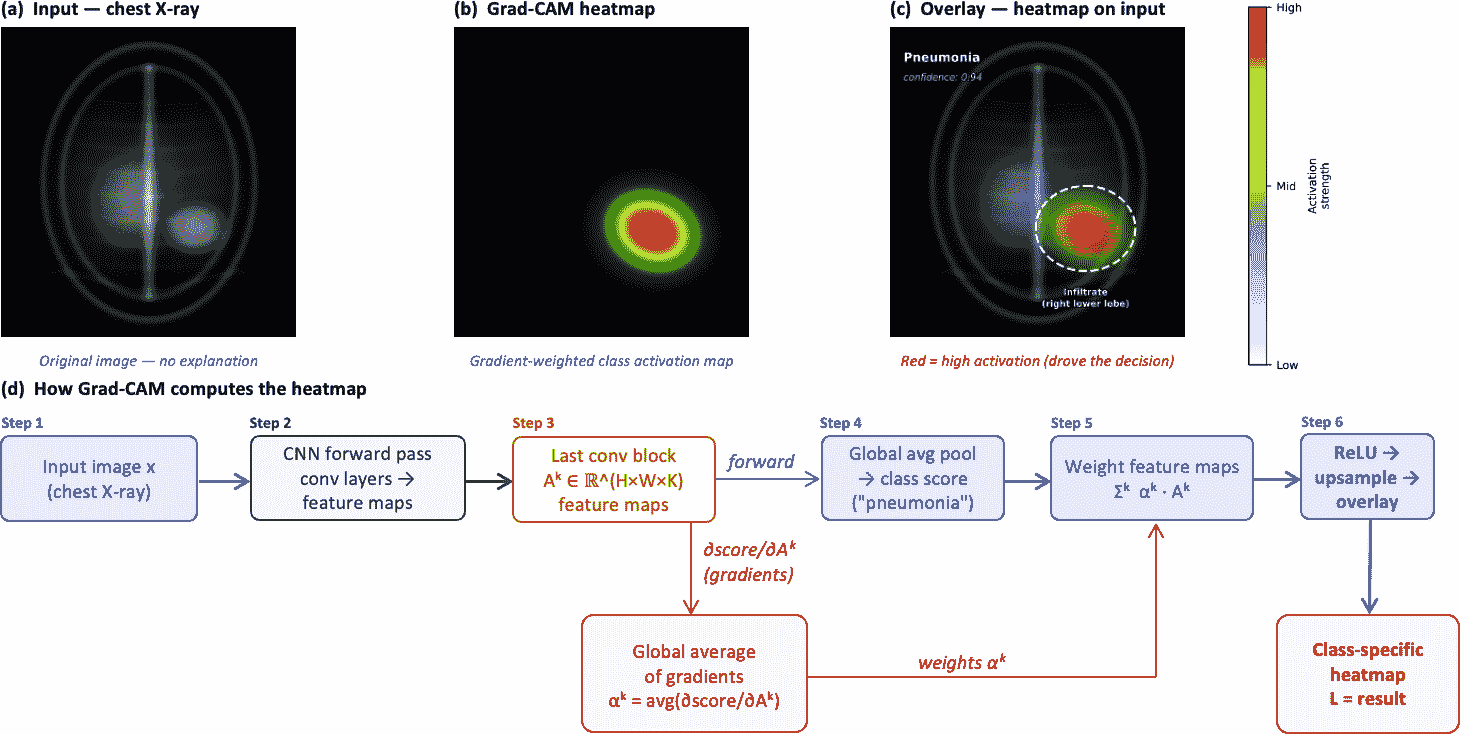 (a)  Input — chest X-ray
(b)  Grad-CAM heatmap
(c)  Overlay — heatmap on input
Pneumonia
confidence: 0.94
Infiltrate
(right lower lobe)
High
Mid
Low
Activation
strength
Original image — no explanation
Gradient-weighted class activation map
Red = high activation (drove the decision)
(d)  How Grad-CAM computes the heatmap
Step 1
Input image x
(chest X-ray)
Step 2
CNN forward pass
conv layers →
feature maps
Step 3
Last conv block
Aᵏ ∈ ℝ^(H×W×K)
feature maps
forward
Step 4
Global avg pool
→ class score
("pneumonia")
Step 5
Weight feature maps
Σᵏ αᵏ · Aᵏ
Step 6
ReLU →
upsample →
overlay
∂score/∂Aᵏ
(gradients)
Global average
of gradients
αᵏ = avg(∂score/∂Aᵏ)
weights αᵏ
Class-specific
heatmap
L = result